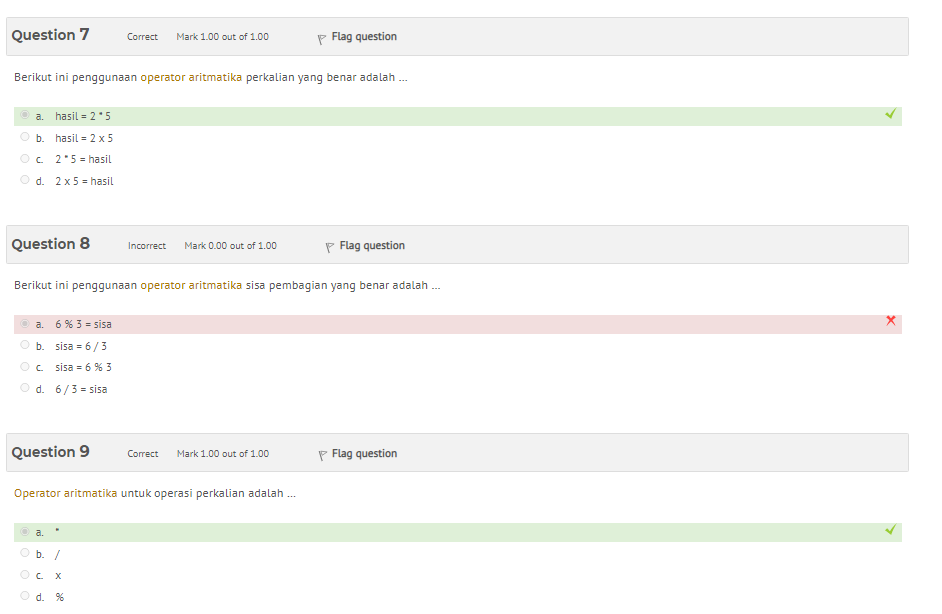 Question 7 Correct Mark 1.00 out of 1.00 Flag question
Berikut ini penggunaan operator aritmatika perkalian yang benar adalah ...
a. hasil = 2 * 5
b. hasil = 2 x 5
c. 2 * 5 = hasil
d. 2 x 5 = hasil
Question 8 Incorrect Mark 0.00 out of 1.00 Flag question
Berikut ini penggunaan operator aritmatika sisa pembagian yang benar adalah ...
a. 6 % 3 = sisa
b. sisa = 6 / 3
c. sisa = 6 % 3
d. 6 / 3 = sisa
Question 9 Correct Mark 1.00 out of 1.00 Flag question
Operator aritmatika untuk operasi perkalian adalah ...
a. *
b. /
c. x
d. %